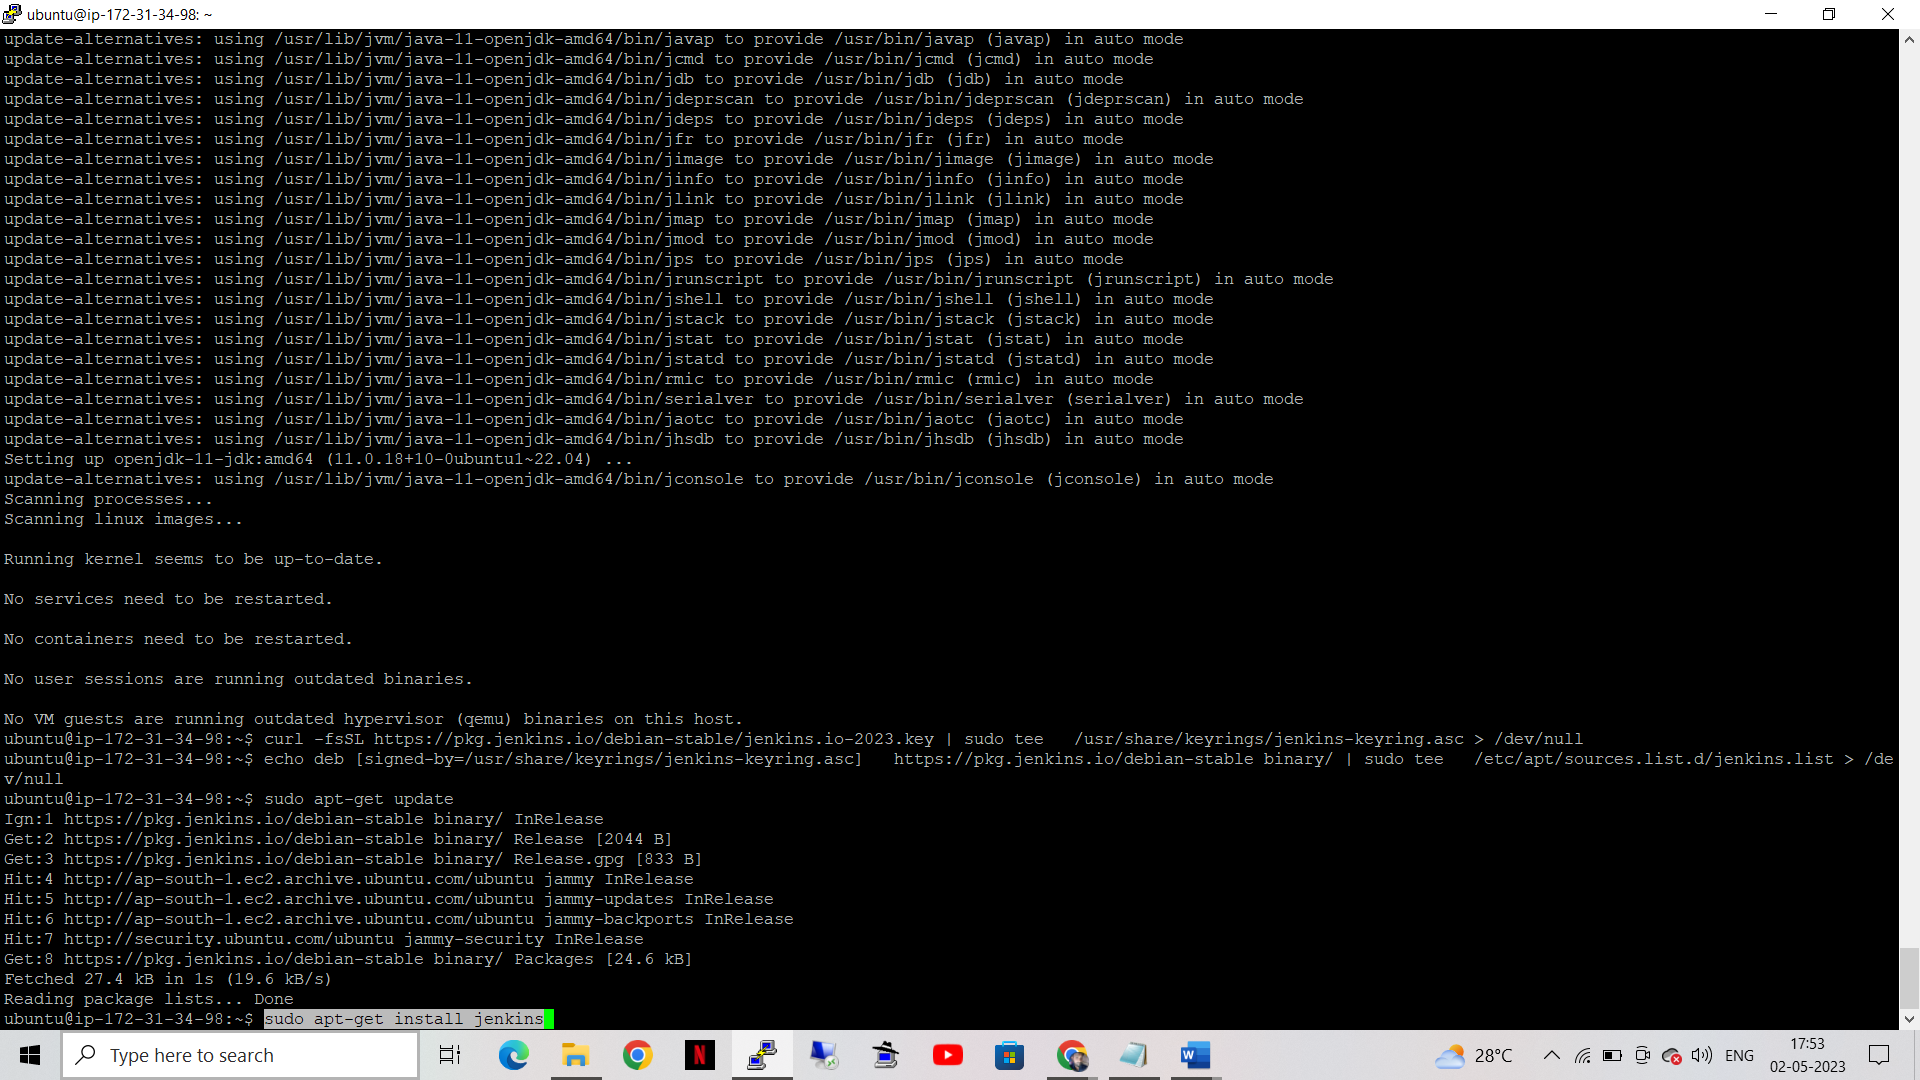 ubuntu@ip-172-31-34-98: ~
update-alternatives: using /usr/lib/jvm/java-11-openjdk-amd64/bin/javap to provide /usr/bin/javap (javap) in auto mode
update-alternatives: using /usr/lib/jvm/java-11-openjdk-amd64/bin/jcmd to provide /usr/bin/jcmd (jcmd) in auto mode
update-alternatives: using /usr/lib/jvm/java-11-openjdk-amd64/bin/jdb to provide /usr/bin/jdb (jdb) in auto mode
update-alternatives: using /usr/lib/jvm/java-11-openjdk-amd64/bin/jdeprscan to provide /usr/bin/jdeprscan (jdeprscan) in auto mode
update-alternatives: using /usr/lib/jvm/java-11-openjdk-amd64/bin/jdeps to provide /usr/bin/jdeps (jdeps) in auto mode
update-alternatives: using /usr/lib/jvm/java-11-openjdk-amd64/bin/jfr to provide /usr/bin/jfr (jfr) in auto mode
update-alternatives: using /usr/lib/jvm/java-11-openjdk-amd64/bin/jimage to provide /usr/bin/jimage (jimage) in auto mode
update-alternatives: using /usr/lib/jvm/java-11-openjdk-amd64/bin/jinfo to provide /usr/bin/jinfo (jinfo) in auto mode
update-alternatives: using /usr/lib/jvm/java-11-openjdk-amd64/bin/jlink to provide /usr/bin/jlink (jlink) in auto mode
update-alternatives: using /usr/lib/jvm/java-11-openjdk-amd64/bin/jmap to provide /usr/bin/jmap (jmap) in auto mode
update-alternatives: using /usr/lib/jvm/java-11-openjdk-amd64/bin/jmod to provide /usr/bin/jmod (jmod) in auto mode
update-alternatives: using /usr/lib/jvm/java-11-openjdk-amd64/bin/jps to provide /usr/bin/jps (jps) in auto mode
update-alternatives: using /usr/lib/jvm/java-11-openjdk-amd64/bin/jrunscript to provide /usr/bin/jrunscript (jrunscript) in auto mode
update-alternatives: using /usr/lib/jvm/java-11-openjdk-amd64/bin/jshell to provide /usr/bin/jshell (jshell) in auto mode
update-alternatives: using /usr/lib/jvm/java-11-openjdk-amd64/bin/jstack to provide /usr/bin/jstack (jstack) in auto mode
update-alternatives: using /usr/lib/jvm/java-11-openjdk-amd64/bin/jstat to provide /usr/bin/jstat (jstat) in auto mode
update-alternatives: using /usr/lib/jvm/java-11-openjdk-amd64/bin/jstatd to provide /usr/bin/jstatd (jstatd) in auto mode
update-alternatives: using /usr/lib/jvm/java-11-openjdk-amd64/bin/rmic to provide /usr/bin/rmic (rmic) in auto mode
update-alternatives: using /usr/lib/jvm/java-11-openjdk-amd64/bin/serialver to provide /usr/bin/serialver (serialver) in auto mode
update-alternatives: using /usr/lib/jvm/java-11-openjdk-amd64/bin/jaotc to provide /usr/bin/jaotc (jaotc) in auto mode
update-alternatives: using /usr/lib/jvm/java-11-openjdk-amd64/bin/jhsdb to provide /usr/bin/jhsdb (jhsdb) in auto mode
Setting up openjdk-11-jdk:amd64 (11.0.18+10-0ubuntu1~22.04) ...
update-alternatives: using /usr/lib/jvm/java-11-openjdk-amd64/bin/jconsole to provide /usr/bin/jconsole (jconsole) in auto mode
Scanning processes...
Scanning linux images...
Running kernel seems to be up-to-date.
No services need to be restarted.
No containers need to be restarted.
No user sessions are running outdated binaries.
No VM guests are running outdated hypervisor (qemu) binaries on this host.
ubuntu@ip-172-31-34-98:~$ curl -fsSL https://pkg.jenkins.io/debian-stable/jenkins.io-2023.key | sudo tee   /usr/share/keyrings/jenkins-keyring.asc > /dev/null
ubuntu@ip-172-31-34-98:~$ echo deb [signed-by=/usr/share/keyrings/jenkins-keyring.asc]   https://pkg.jenkins.io/debian-stable binary/ | sudo tee   /etc/apt/sources.list.d/jenkins.list > /de
v/null
ubuntu@ip-172-31-34-98:~$ sudo apt-get update
Ign:1 https://pkg.jenkins.io/debian-stable binary/ InRelease
Get:2 https://pkg.jenkins.io/debian-stable binary/ Release [2044 B]
Get:3 https://pkg.jenkins.io/debian-stable binary/ Release.gpg [833 B]
Hit:4 http://ap-south-1.ec2.archive.ubuntu.com/ubuntu jammy InRelease
Hit:5 http://ap-south-1.ec2.archive.ubuntu.com/ubuntu jammy-updates InRelease
Hit:6 http://ap-south-1.ec2.archive.ubuntu.com/ubuntu jammy-backports InRelease
Hit:7 http://security.ubuntu.com/ubuntu jammy-security InRelease
Get:8 https://pkg.jenkins.io/debian-stable binary/ Packages [24.6 kB]
Fetched 27.4 kB in 1s (19.6 kB/s)
Reading package lists... Done
ubuntu@ip-172-31-34-98:~$ sudo apt-get install jenkins
Type here to search
N
W
28°C
ENG
17:53
02-05-2023